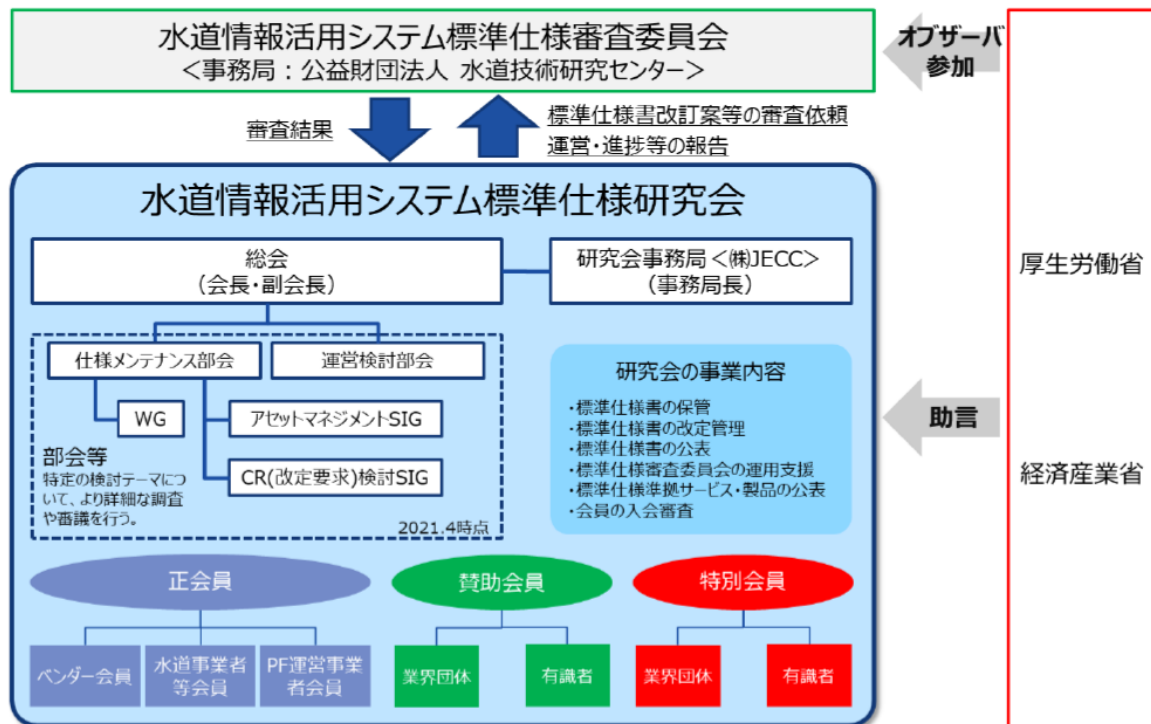 水道情報活用システム標準仕様審査委員会
<事務局：公益財団法人 水道技術研究センター>
オブザーバ
参加
審査結果
標準仕様書改訂案等の審査依頼
運営・進捗等の報告
水道情報活用システム標準仕様研究会
総会
（会長・副会長）
研究会事務局<㈱JECC>
（事務局長）
仕様メンテナンス部会
運営検討部会
WG
アセットマネジメントSIG
CR(改定要求)検討SIG
部会等
特定の検討テーマにつ
いて、より詳細な調査
や審議を行う。
2021.4時点
研究会の事業内容
・標準仕様書の保管
・標準仕様書の改定管理
・標準仕様書の公表
・標準仕様審査委員会の運用支援
・標準仕様準拠サービス・製品の公表
・会員の入会審査
厚生労働省
助言
経済産業省
正会員
ベンダー会員
水道事業者
等会員
PF運営事業
者会員
賛助会員
業界団体
有識者
特別会員
業界団体
有識者